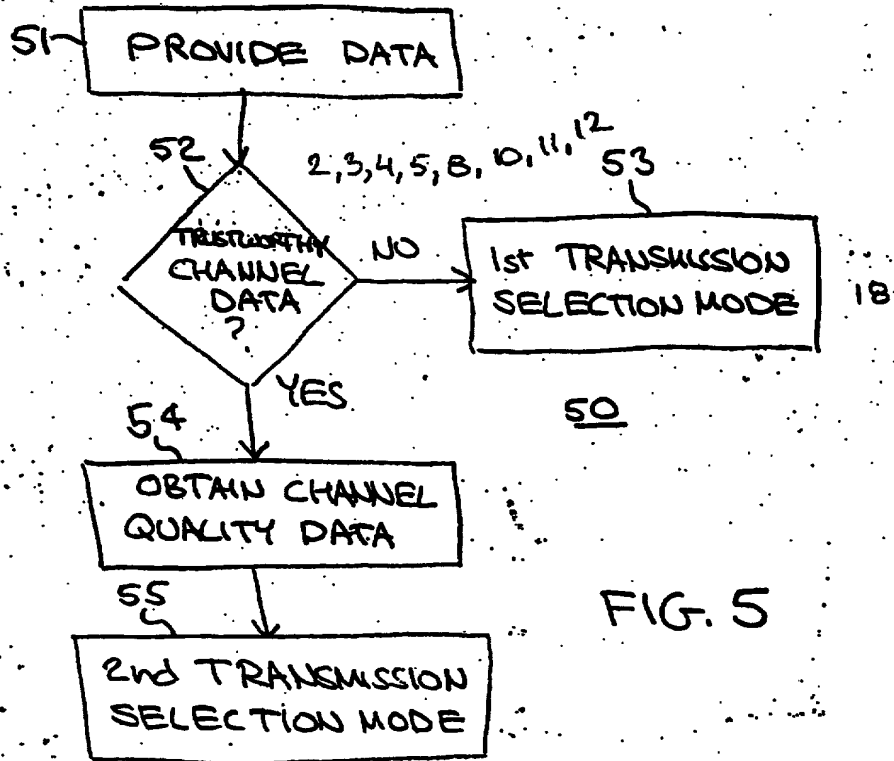 51
PROVIDE DATA
52
2, 3, 4, 5, 8, 10, 11, 12
53
TRUSTWORTHY
CHANNEL
DATA
?
NO
1st TRANSMISSION
SELECTION MODE
18
YES
50
54
OBTAIN CHANNEL
QUALITY DATA
FIG. 5
55
2nd TRANSMISSION
SELECTION MODE